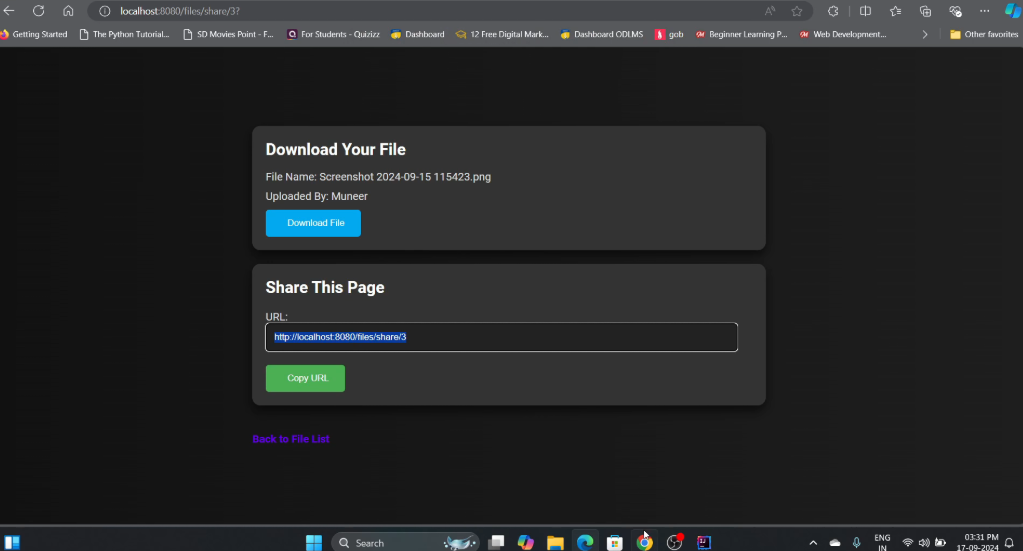 localhost:8080/files/share/3?
Getting Started
The Python Tutorial...
SD Movies Point - F...
For Students - Quizizz
Dashboard
12 Free Digital Mark...
Dashboard ODLMS
gob
Beginner Learning P...
Web Development...
Other favorites
Download Your File
File Name: Screenshot 2024-09-15 115423.png
Uploaded By: Muneer
Download File
Share This Page
URL:
http://localhost:8080/files/share/3
Copy URL
Back to File List
Search
ENG
IN
03:31 PM
17-09-2024